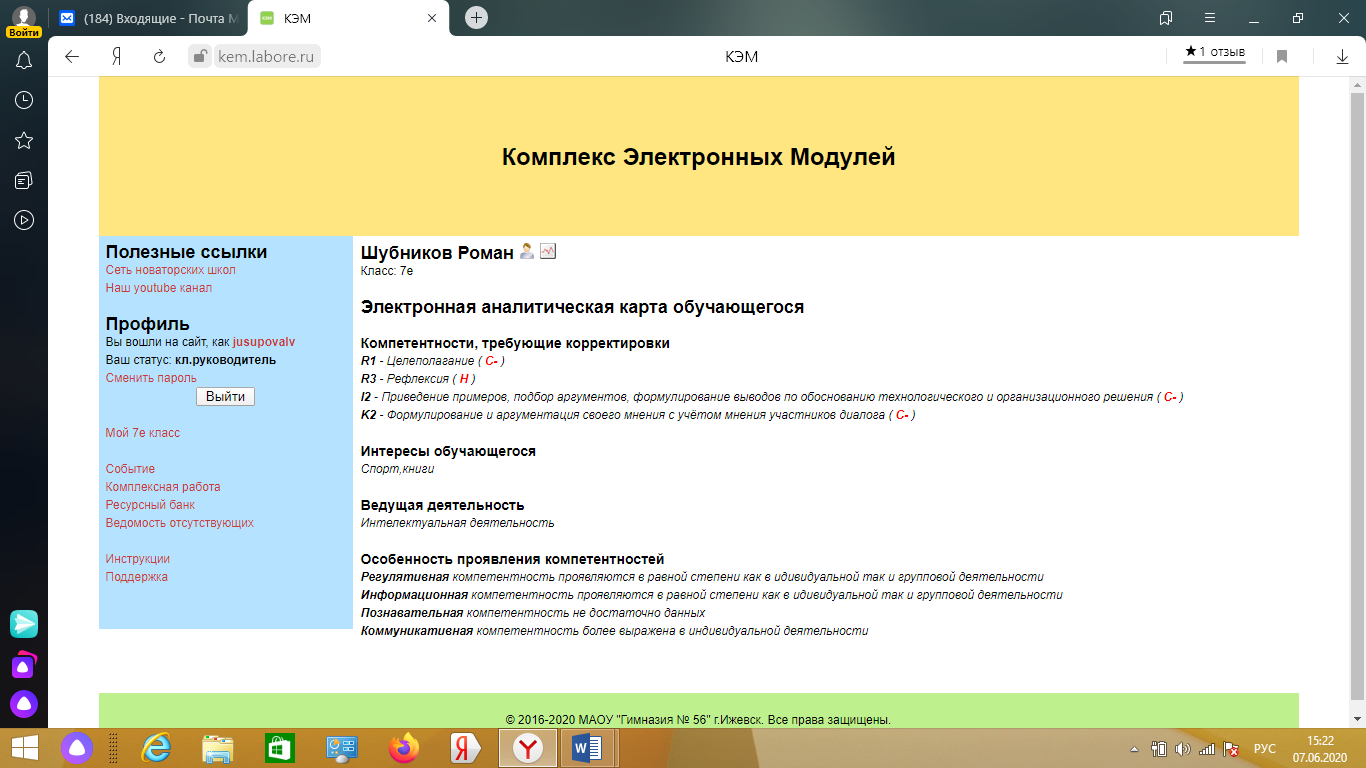 Войти
(184) Входящие - Почта M
КЭМ
kem.labore.ru
КЭМ
★1 отзыв
Комплекс Электронных Модулей
Полезные ссылки
Сеть новаторских школ
Наш youtube канал
Профиль
Вы вошли на сайт, как jusupovalv
Ваш статус: кл.руководитель
Сменить пароль
Выйти
Мой 7е класс
Событие
Комплексная работа
Ресурсный банк
Ведомость отсутствующих
Инструкции
Поддержка
Шубников Роман
Класс: 7е
Электронная аналитическая карта обучающегося
Компетентности, требующие корректировки
R1 - Целеполагание ( С- )
R3 - Рефлексия ( Н )
I2 - Приведение примеров, подбор аргументов, формулирование выводов по обоснованию технологического и организационного решения ( С- )
K2 - Формулирование и аргументация своего мнения с учётом мнения участников диалога ( С- )
Интересы обучающегося
Спорт,книги
Ведущая деятельность
Интелектуальная деятельность
Особенность проявления компетентностей
Регулятивная компетентность проявляются в равной степени как в идивидуальной так и групповой деятельности
Информационная компетентность проявляются в равной степени как в идивидуальной так и групповой деятельности
Познавательная компетентность не достаточно данных
Коммуникативная компетентность более выражена в индивидуальной деятельности
© 2016-2020 МАОУ "Гимназия № 56" г.Ижевск. Все права защищены.
РУС
15:22
07.06.2020